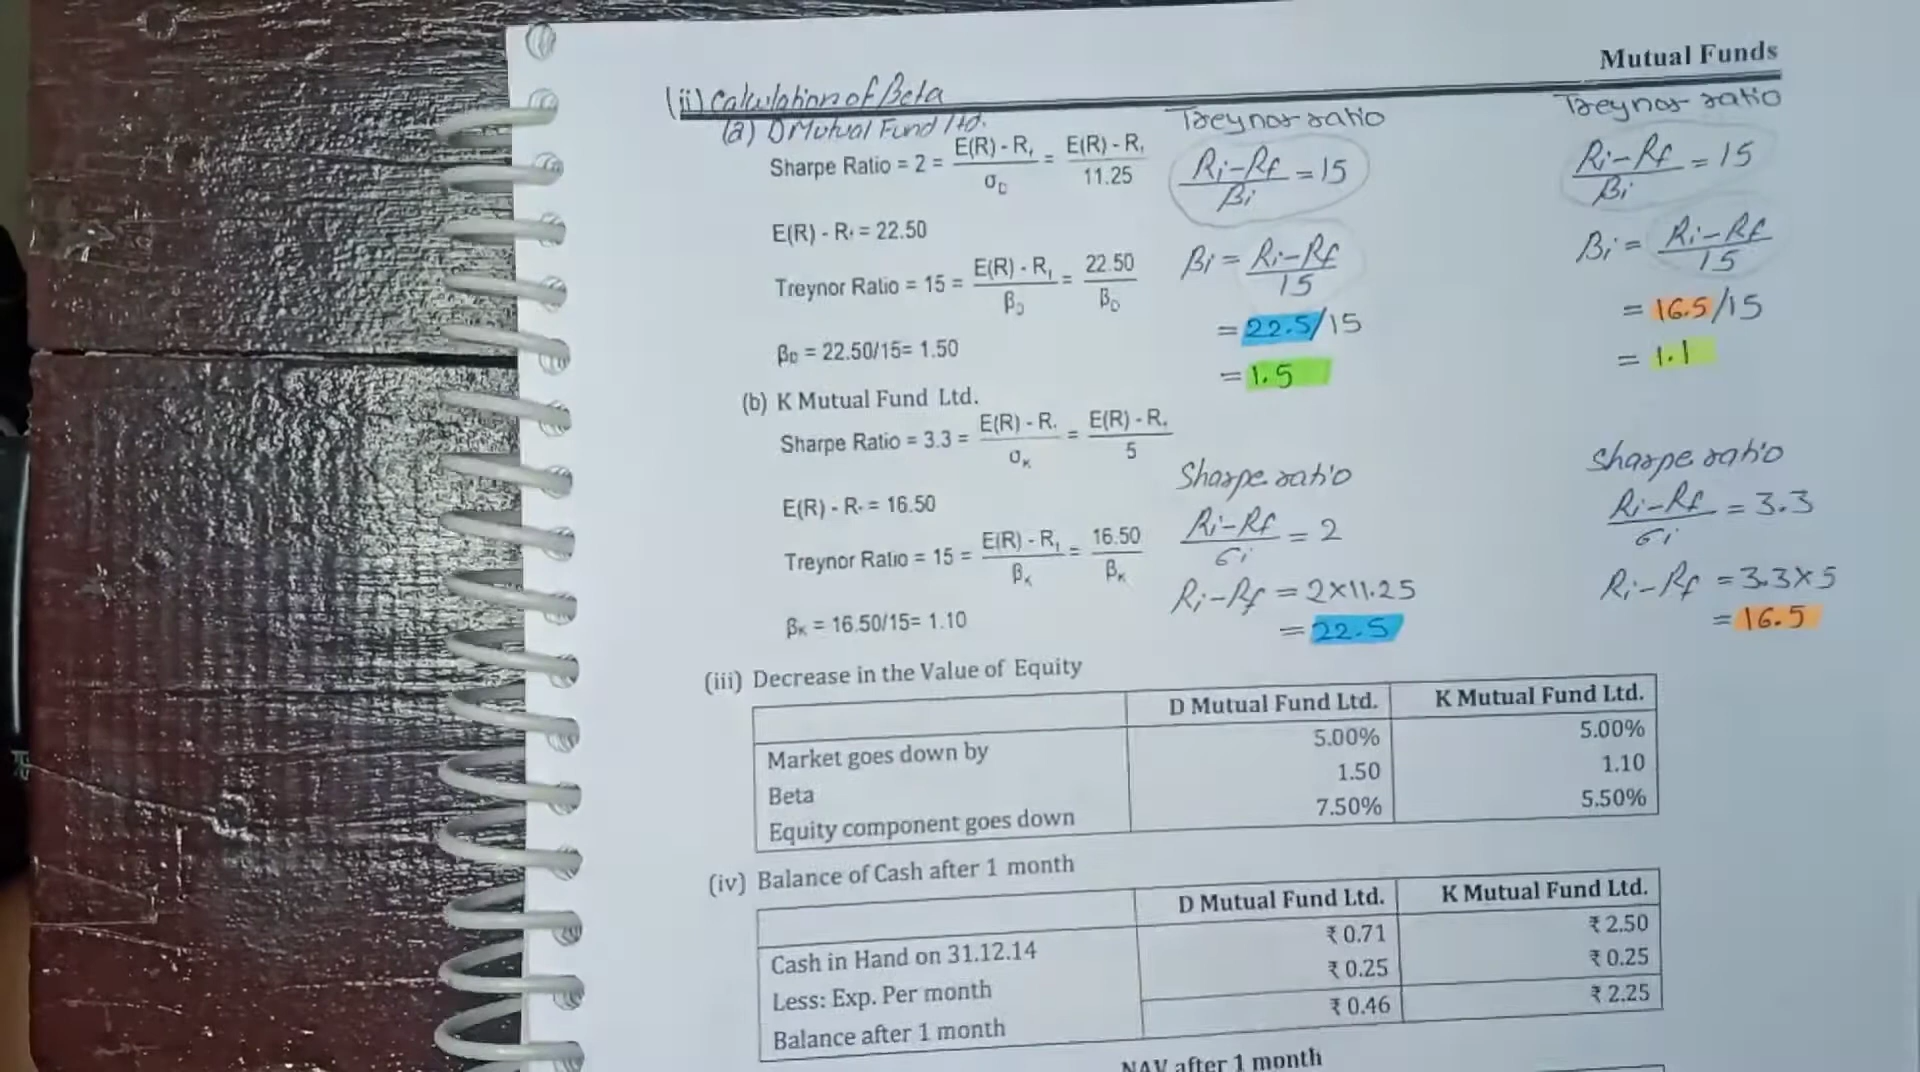 Mutual Funds
(ii) Calculation of Beta
(a) D Mutual Fund Ltd.
Sharpe Ratio = 2 = E(R) - Rf / σD = E(R) - Rf / 11.25
E(R) - Rf = 22.50
Treynor Ratio = 15 = E(R) - Rf / βD = 22.50 / βD
βD = 22.50/15= 1.50
(b) K Mutual Fund Ltd.
Sharpe Ratio = 3.3 = E(R) - Rf / σK = E(R) - Rf / 5
E(R) - Rf = 16.50
Treynor Ratio = 15 = E(R) - Rf / βK = 16.50 / βK
βK = 16.50/15= 1.10
Treynor ratio
Ri-Rf / βi = 15
βi = Ri-Rf / 15
= 22.5/15
= 1.5
Sharpe ratio
Ri-Rf / σi = 2
Ri-Rf = 2×11.25
= 22.5
Treynor ratio
Ri-Rf / βi = 15
βi = Ri-Rf / 15
= 16.5/15
= 1.1
Sharpe ratio
Ri-Rf / σi = 3.3
Ri-Rf = 3.3×5
= 16.5
(iii) Decrease in the Value of Equity
D Mutual Fund Ltd. K Mutual Fund Ltd.
Market goes down by 5.00% 5.00%
Beta 1.50 1.10
Equity component goes down 7.50% 5.50%
(iv) Balance of Cash after 1 month
D Mutual Fund Ltd. K Mutual Fund Ltd.
Cash in Hand on 31.12.14 ₹ 0.71 ₹ 2.50
Less: Exp. Per month ₹ 0.25 ₹ 0.25
Balance after 1 month ₹ 0.46 ₹ 2.25
NAV after 1 month